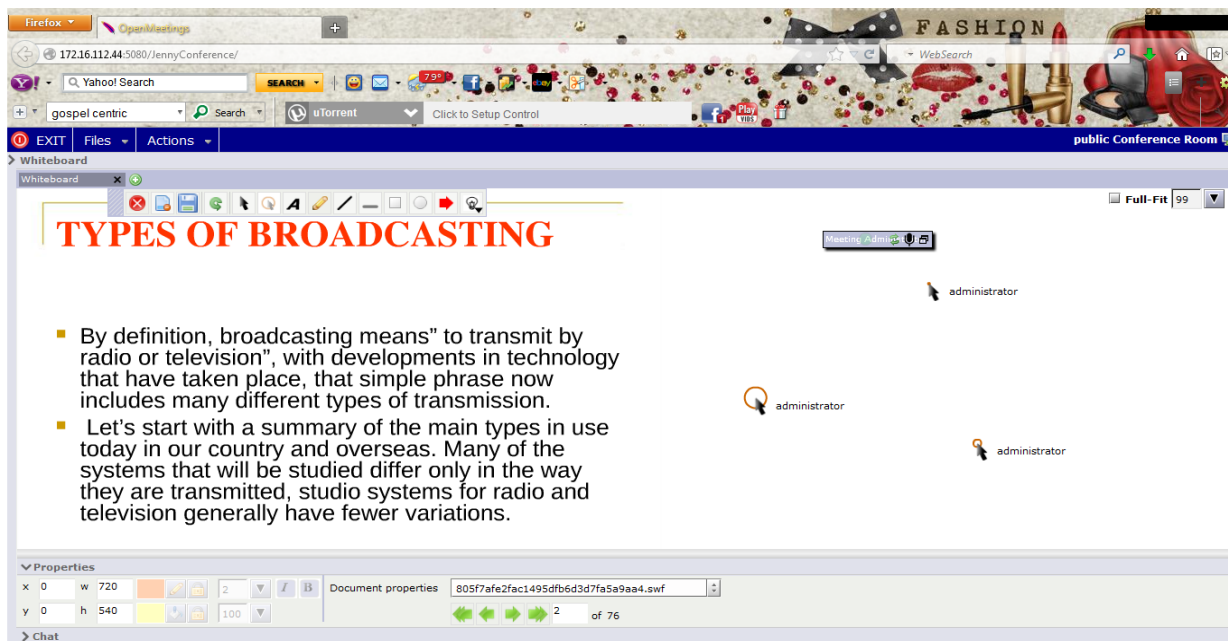 Firefox
OpenMeetings
FASHION
172.16.112.44:5080/JennyConference/
WebSearch
Yahoo! Search
SEARCH
79°
ebay
gospel centric
Search
uTorrent
Click to Setup Control
Play
VIDS
EXIT Files Actions
public Conference Room
Whiteboard
Whiteboard
Full-Fit 99
TYPES OF BROADCASTING
Meeting Admin
administrator
By definition, broadcasting means” to transmit by
radio or television”, with developments in technology
that have taken place, that simple phrase now
includes many different types of transmission.
administrator
Let’s start with a summary of the main types in use
today in our country and overseas. Many of the
systems that will be studied differ only in the way
they are transmitted, studio systems for radio and
television generally have fewer variations.
administrator
Properties
x 0 w 720 2 I B Document properties 805f7afe2fac1495dfb6d3d7fa5a9aa4.swf
y 0 h 540 100 2 of 76
Chat